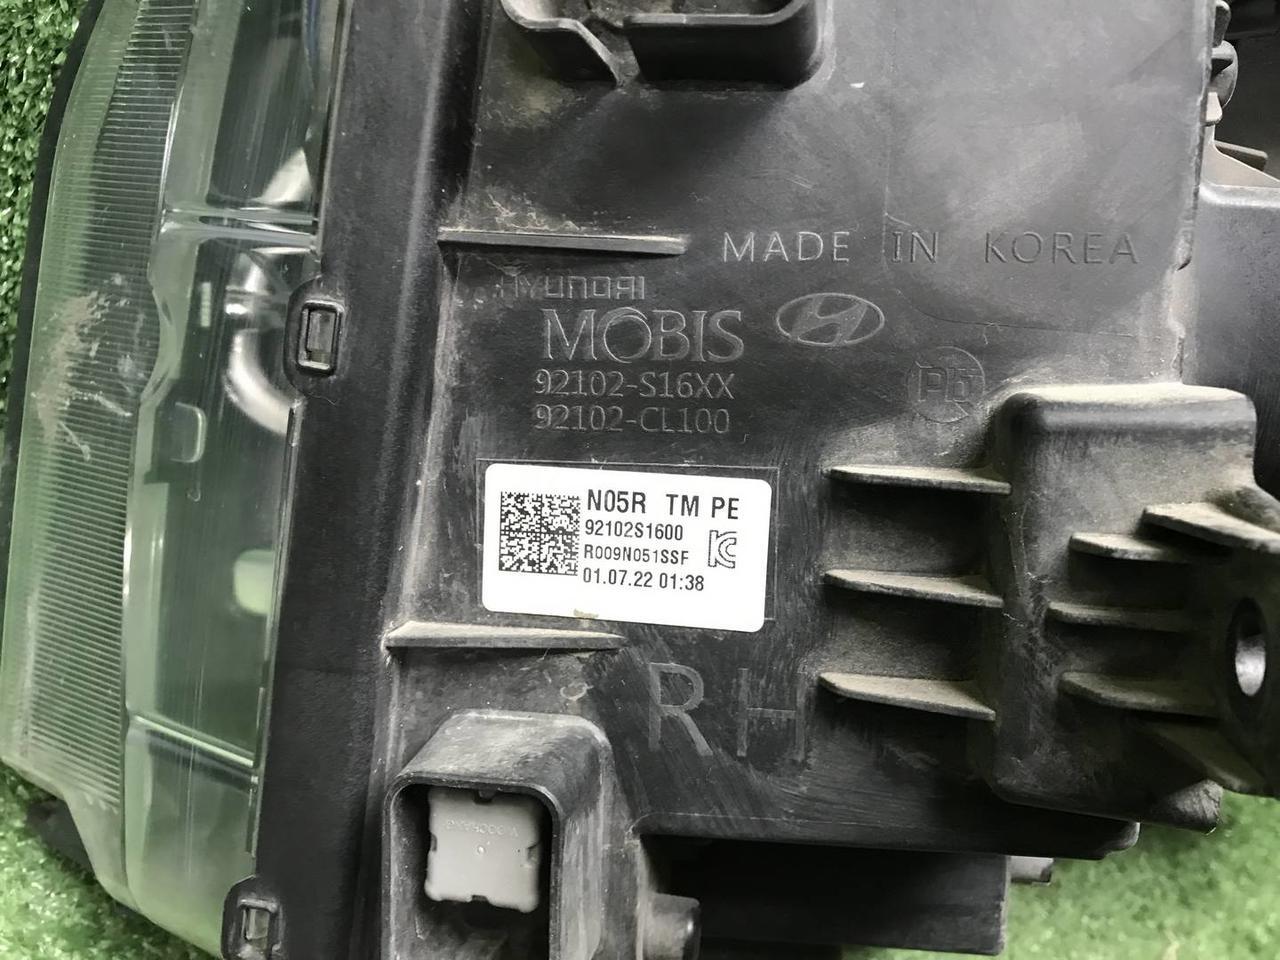 MADE IN KOREA
HYUNDAI
MOBIS
92102-S16XX
92102-CL100
Pb
N05R TM PE
92102S1600
R009N051SSF
01.07.22 01:38
RH